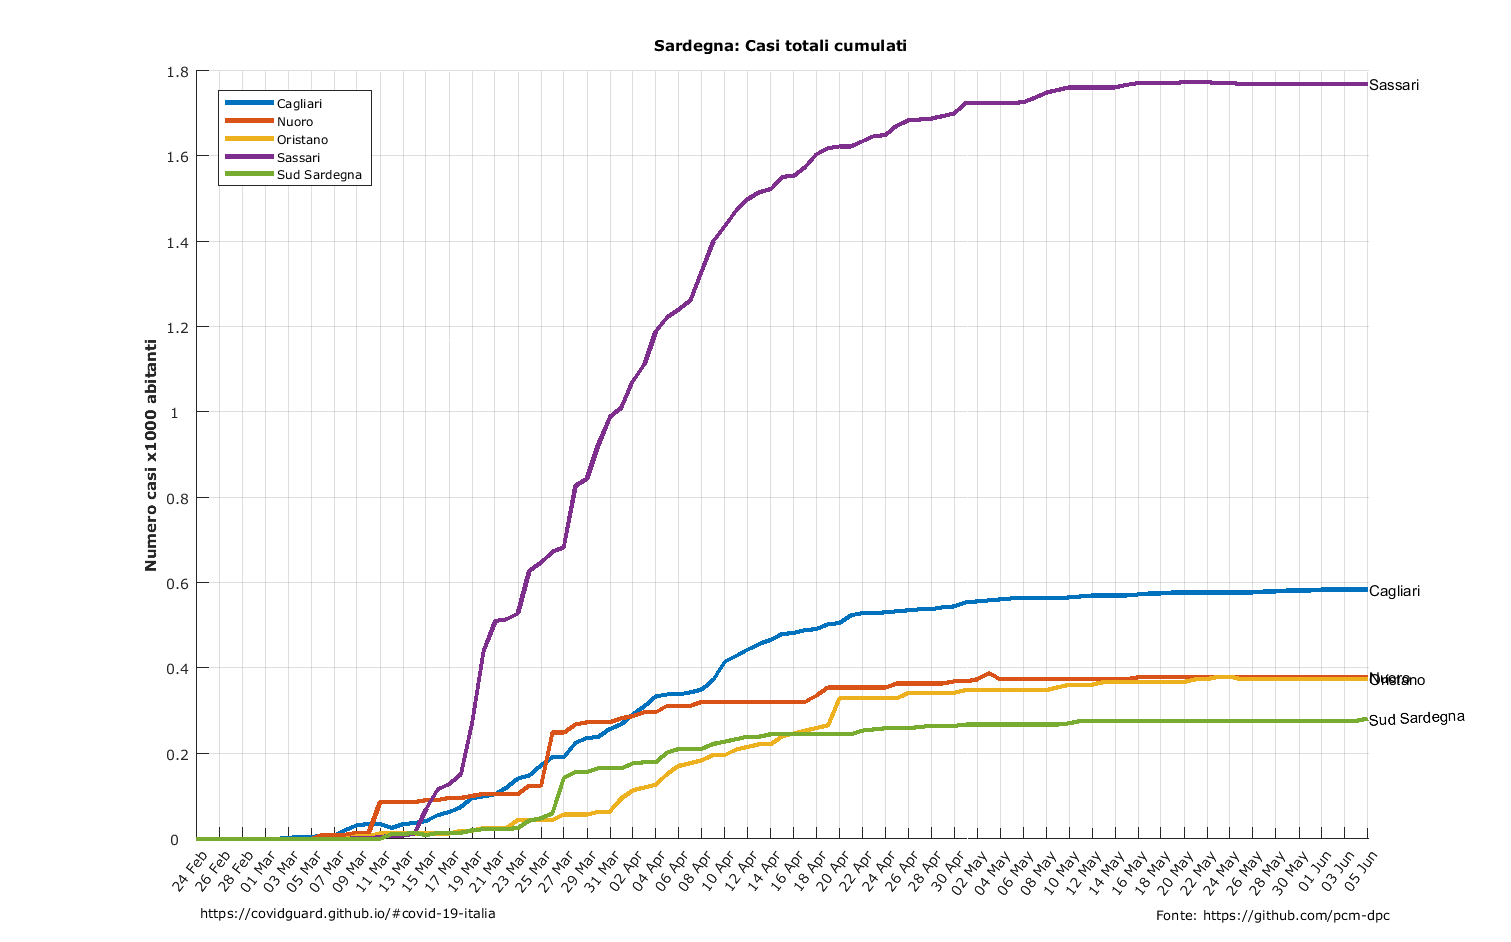 Sardegna: Casi totali cumulati
1.8
1.6
1.4
1.2
1
0.8
0.6
0.4
0.2
0
Numero casi x1000 abitanti
Cagliari
Nuoro
Oristano
Sassari
Sud Sardegna
Sassari
Cagliari
Nuoro
Oristano
Sud Sardegna
24 Feb
26 Feb
28 Feb
01 Mar
03 Mar
05 Mar
07 Mar
09 Mar
11 Mar
13 Mar
15 Mar
17 Mar
19 Mar
21 Mar
23 Mar
25 Mar
27 Mar
29 Mar
31 Mar
02 Apr
04 Apr
06 Apr
08 Apr
10 Apr
12 Apr
14 Apr
16 Apr
18 Apr
20 Apr
22 Apr
24 Apr
26 Apr
28 Apr
30 Apr
02 May
04 May
06 May
08 May
10 May
12 May
14 May
16 May
18 May
20 May
22 May
24 May
26 May
28 May
30 May
01 Jun
03 Jun
05 Jun
https://covidguard.github.io/#covid-19-italia
Fonte: https://github.com/pcm-dpc